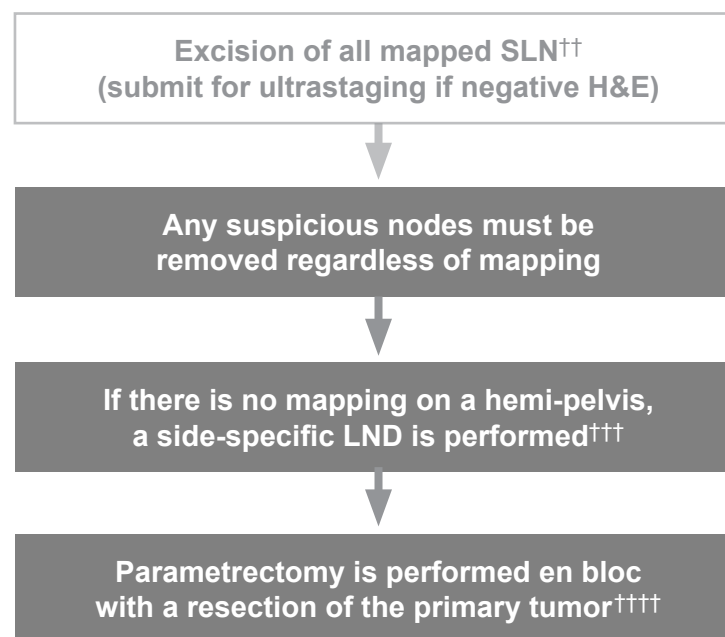 Excision of all mapped SLN††
(submit for ultrastaging if negative H&E)
Any suspicious nodes must be
removed regardless of mapping
If there is no mapping on a hemi-pelvis,
a side-specific LND is performed†††
Parametrectomy is performed en bloc
with a resection of the primary tumor††††